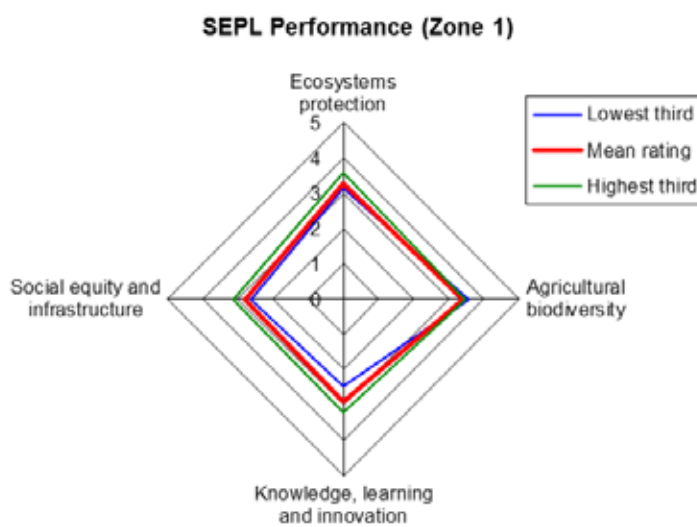 SEPL Performance (Zone 1)
Ecosystems
protection
Lowest third
Mean rating
Highest third
5
4
3
2
1
0
Social equity and
infrastructure
Agricultural
biodiversity
Knowledge, learning
and innovation